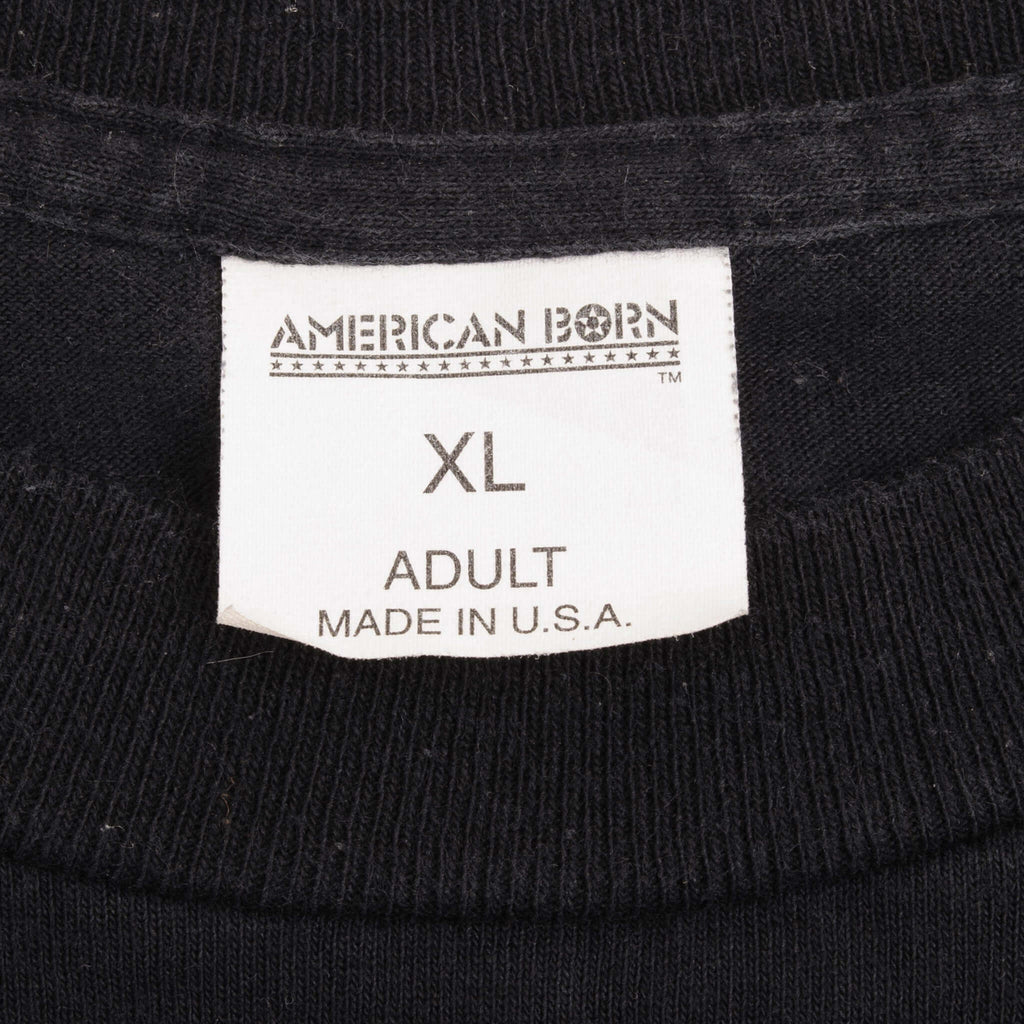 AMERICAN BORN
TM
XL
ADULT
MADE IN U.S.A.